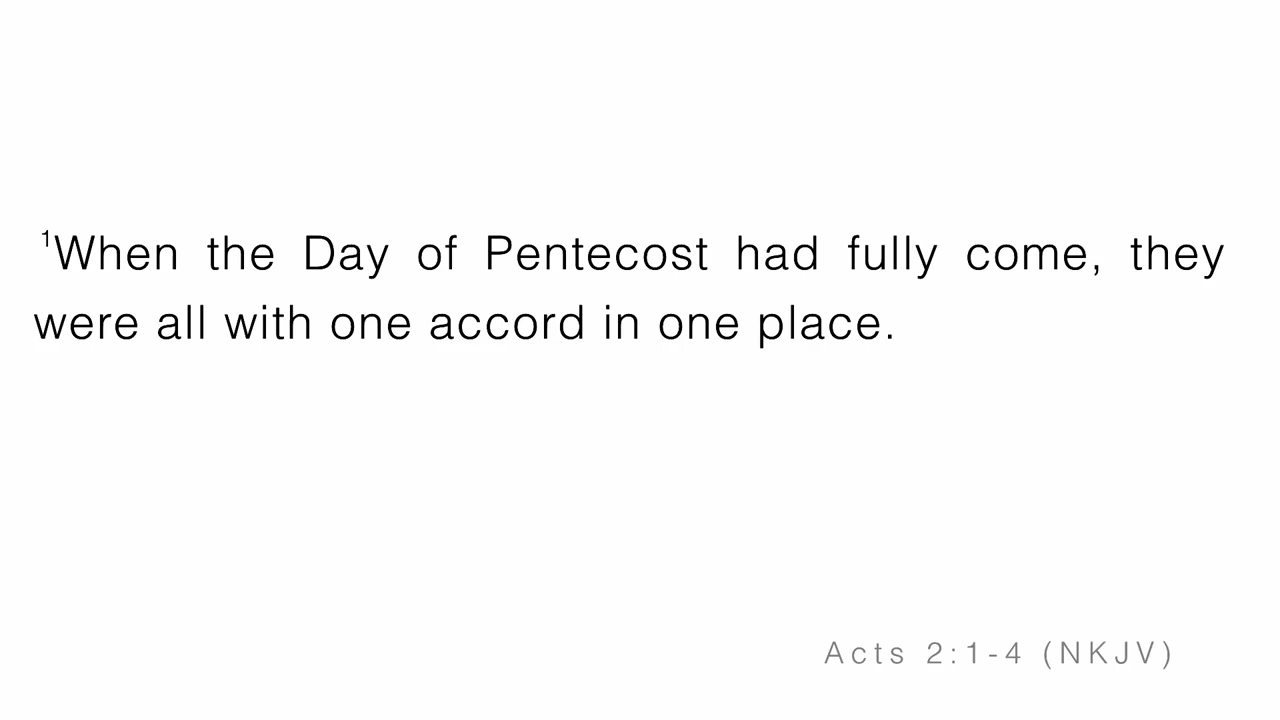 ¹When the Day of Pentecost had fully come, they
were all with one accord in one place.
Acts 2:1-4 (NKJV)